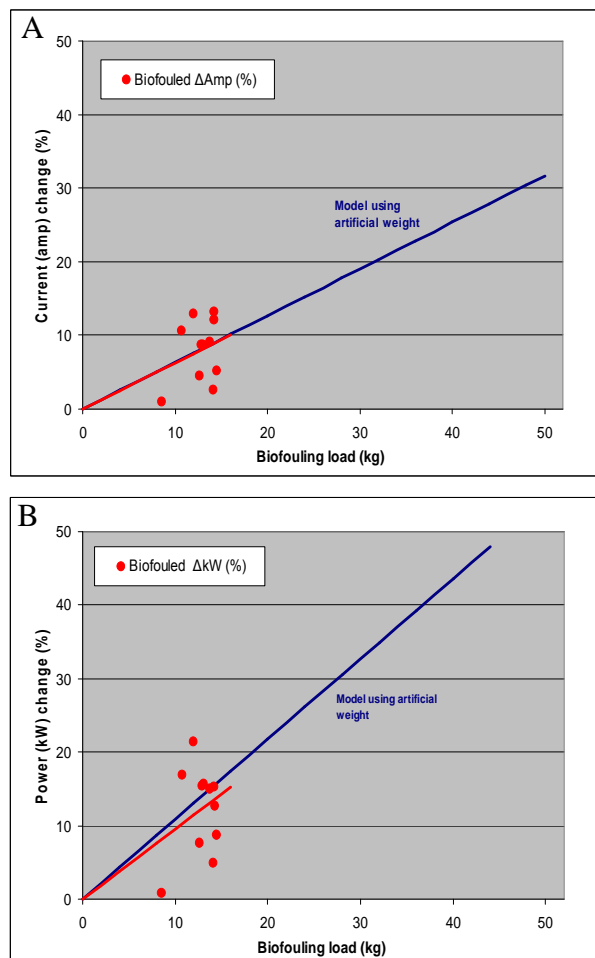 A
50
40
30
20
10
0
Current (amp) change (%)
Biofouled ΔAmp (%)
Model using
artificial weight
0 10 20 30 40 50
Biofouling load (kg)
B
50
40
30
20
10
0
Power (kW) change (%)
Biofouled ΔkW (%)
Model using artificial
weight
0 10 20 30 40 50
Biofouling load (kg)